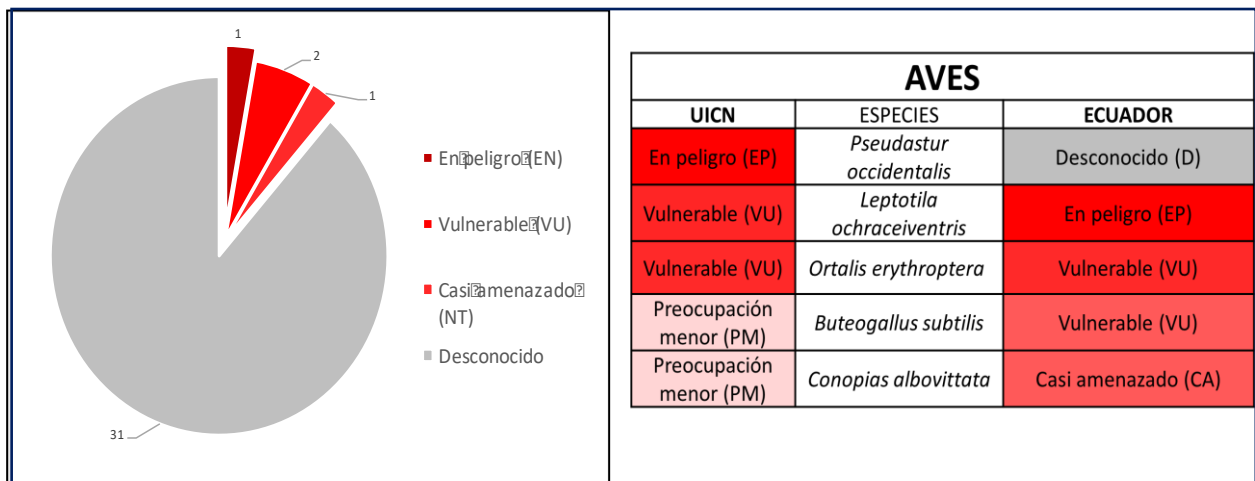 1
2
1
31
En�peligro�(EN)
Vulnerable�(VU)
Casi�amenazado�
(NT)
Desconocido
AVES
UICN ESPECIES ECUADOR
En peligro (EP) Pseudastur Desconocido (D)
occidentalis
Vulnerable (VU) Leptotila En peligro (EP)
ochraceiventris
Vulnerable (VU) Ortalis erythroptera Vulnerable (VU)
Preocupación
menor (PM) Buteogallus subtilis Vulnerable (VU)
Preocupación
menor (PM) Conopias albovittata Casi amenazado (CA)